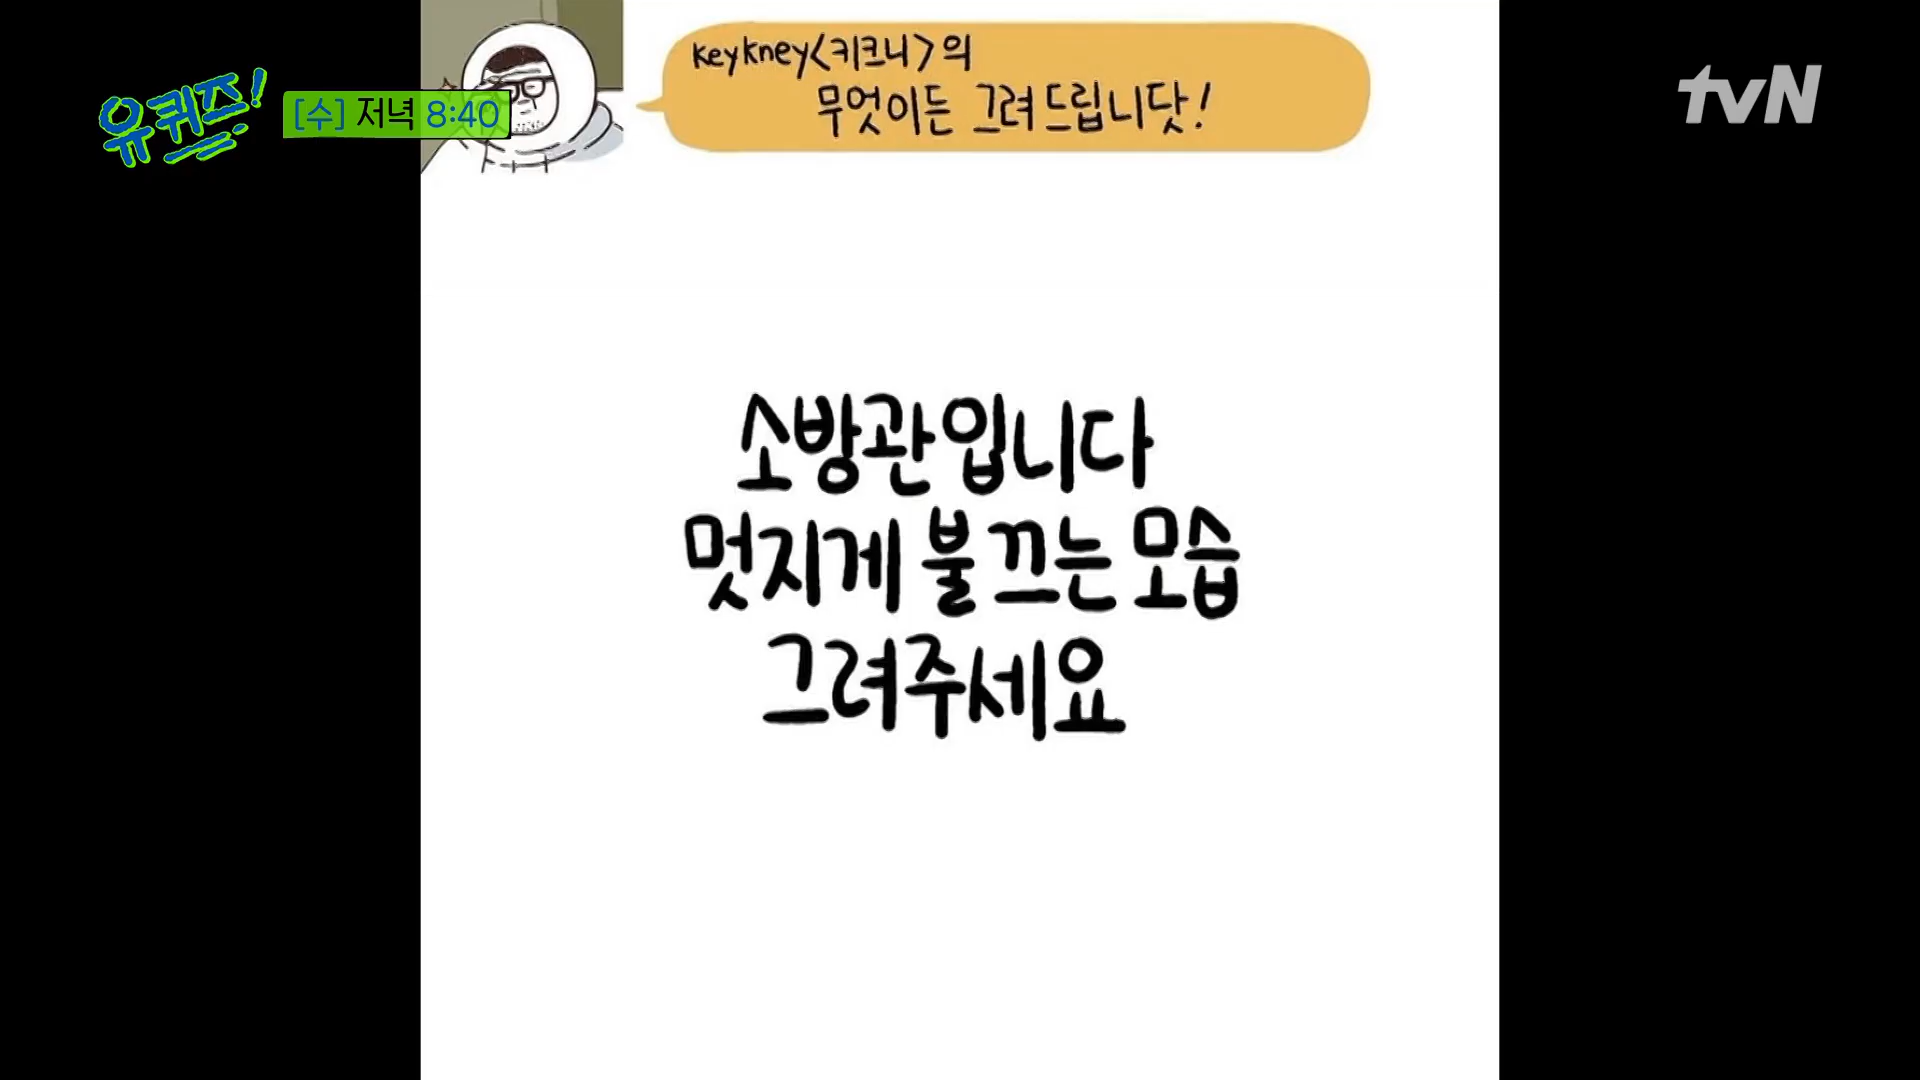 유퀴즈!
[수] 저녁 8:40
tvN
keykney<키크니>의
무엇이든 그려드립니닷!
소방관입니다
멋지게 불 끄는 모습
그려주세요